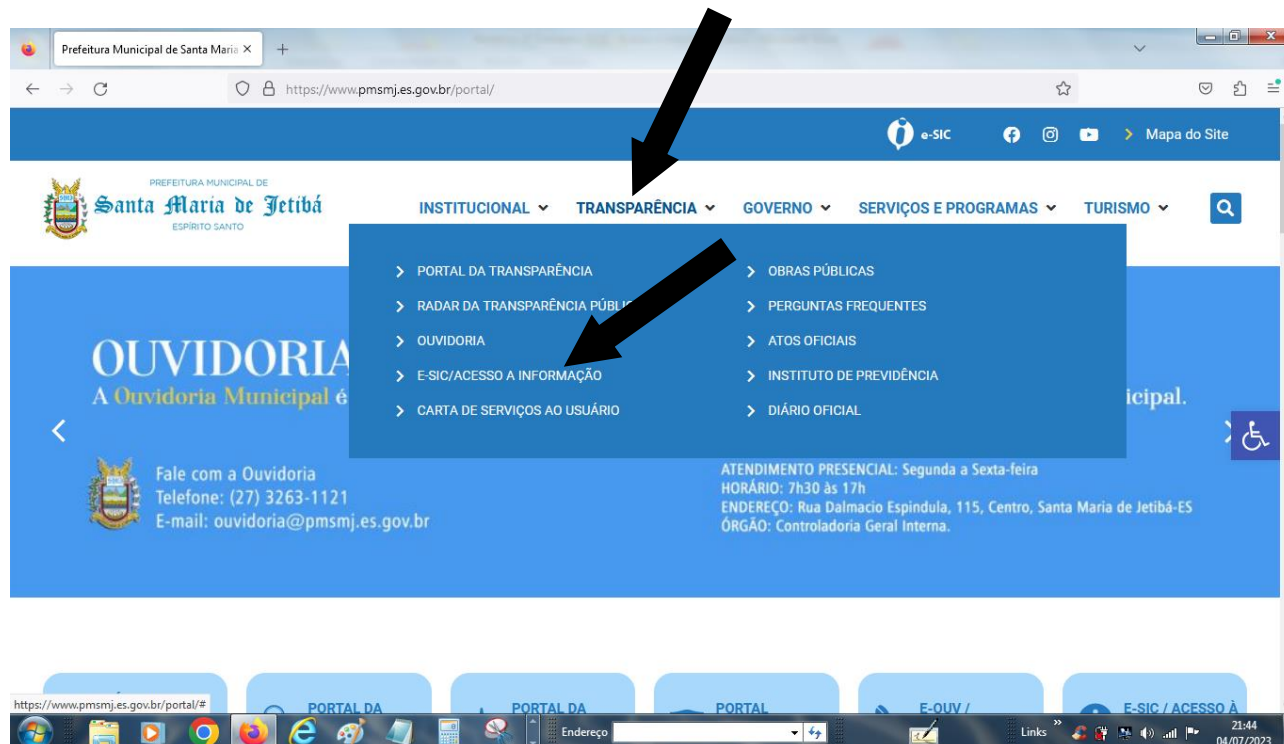 Prefeitura Municipal de Santa Maria
https://www.pmsmj.es.gov.br/portal/
e-SIC
Mapa do Site
PREFEITURA MUNICIPAL DE
Santa Maria de Jetibá
ESPÍRITO SANTO
INSTITUCIONAL TRANSPARÊNCIA GOVERNO SERVIÇOS E PROGRAMAS TURISMO
PORTAL DA TRANSPARÊNCIA
RADAR DA TRANSPARÊNCIA
OUVIDORIA
E-SIC/ACESSO A INFORMAÇÃO
CARTA DE SERVIÇOS AO USUÁRIO
OBRAS PÚBLICAS
PERGUNTAS FREQUENTES
ATOS OFICIAIS
INSTITUTO DE PREVIDÊNCIA
DIÁRIO OFICIAL
OUVIDORIA
A Ouvidoria Municipal é
icipal.
Fale com a Ouvidoria
Telefone: (27) 3263-1121
E-mail: ouvidoria@pmsmj.es.gov.br
ATENDIMENTO PRESENCIAL: Segunda a Sexta-feira
HORÁRIO: 7h30 às 17h
ENDEREÇO: Rua Dalmacio Espindula, 115, Centro, Santa Maria de Jetibá-ES
ÓRGÃO: Controladoria Geral Interna.
PORTAL DA
PORTAL DA
PORTAL
E-OUV /
E-SIC / ACESSO À
https://www.pmsmj.es.gov.br/portal/#
Endereço
Links
21:44
04/07/2023